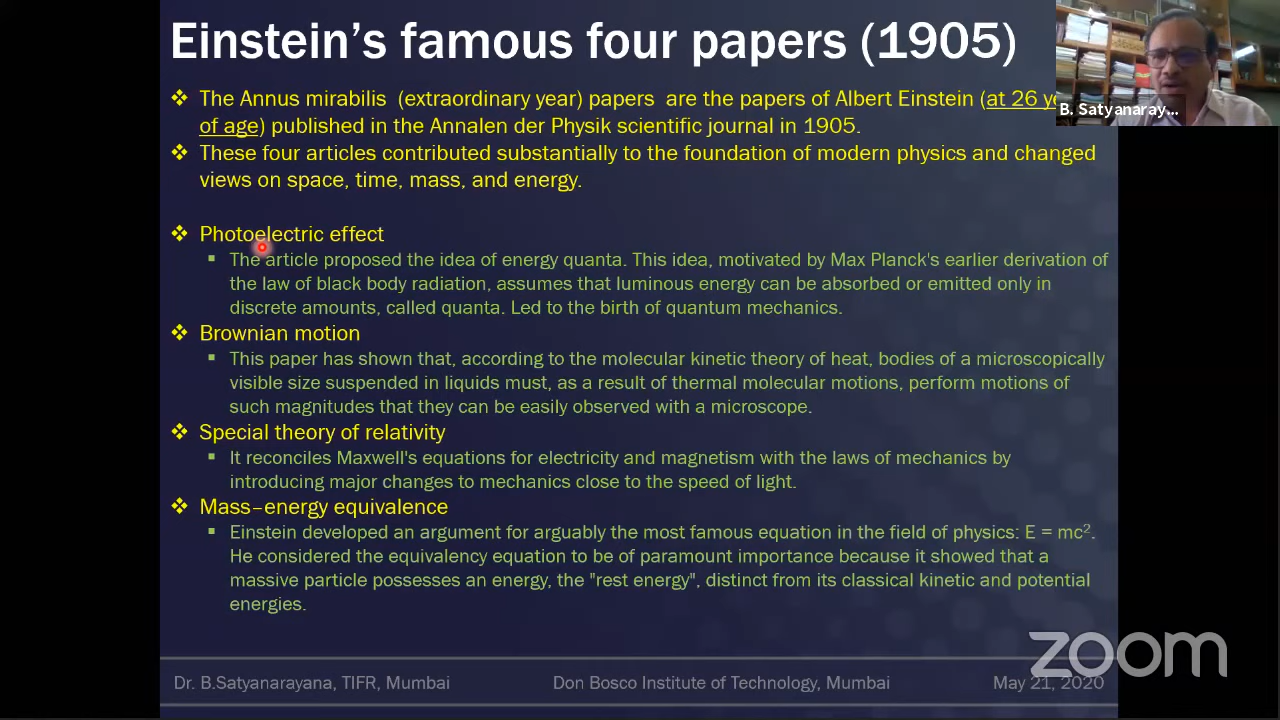 Einstein's famous four papers (1905)
❖ The Annus mirabilis (extraordinary year) papers are the papers of Albert Einstein (at 26
of age) published in the Annalen der Physik scientific journal in 1905.
❖ These four articles contributed substantially to the foundation of modern physics and changed
views on space, time, mass, and energy.
❖ Photoelectric effect
▪ The article proposed the idea of energy quanta. This idea, motivated by Max Planck's earlier derivation of
the law of black body radiation, assumes that luminous energy can be absorbed or emitted only in
discrete amounts, called quanta. Led to the birth of quantum mechanics.
❖ Brownian motion
▪ This paper has shown that, according to the molecular kinetic theory of heat, bodies of a microscopically
visible size suspended in liquids must, as a result of thermal molecular motions, perform motions of
such magnitudes that they can be easily observed with a microscope.
❖ Special theory of relativity
▪ It reconciles Maxwell's equations for electricity and magnetism with the laws of mechanics by
introducing major changes to mechanics close to the speed of light.
❖ Mass–energy equivalence
▪ Einstein developed an argument for arguably the most famous equation in the field of physics: E = mc².
He considered the equivalency equation to be of paramount importance because it showed that a
massive particle possesses an energy, the "rest energy", distinct from its classical kinetic and potential
energies.
Dr. B.Satyanarayana, TIFR, Mumbai Don Bosco Institute of Technology, Mumbai May 21, 2020
B. Satyanaray...
zoom